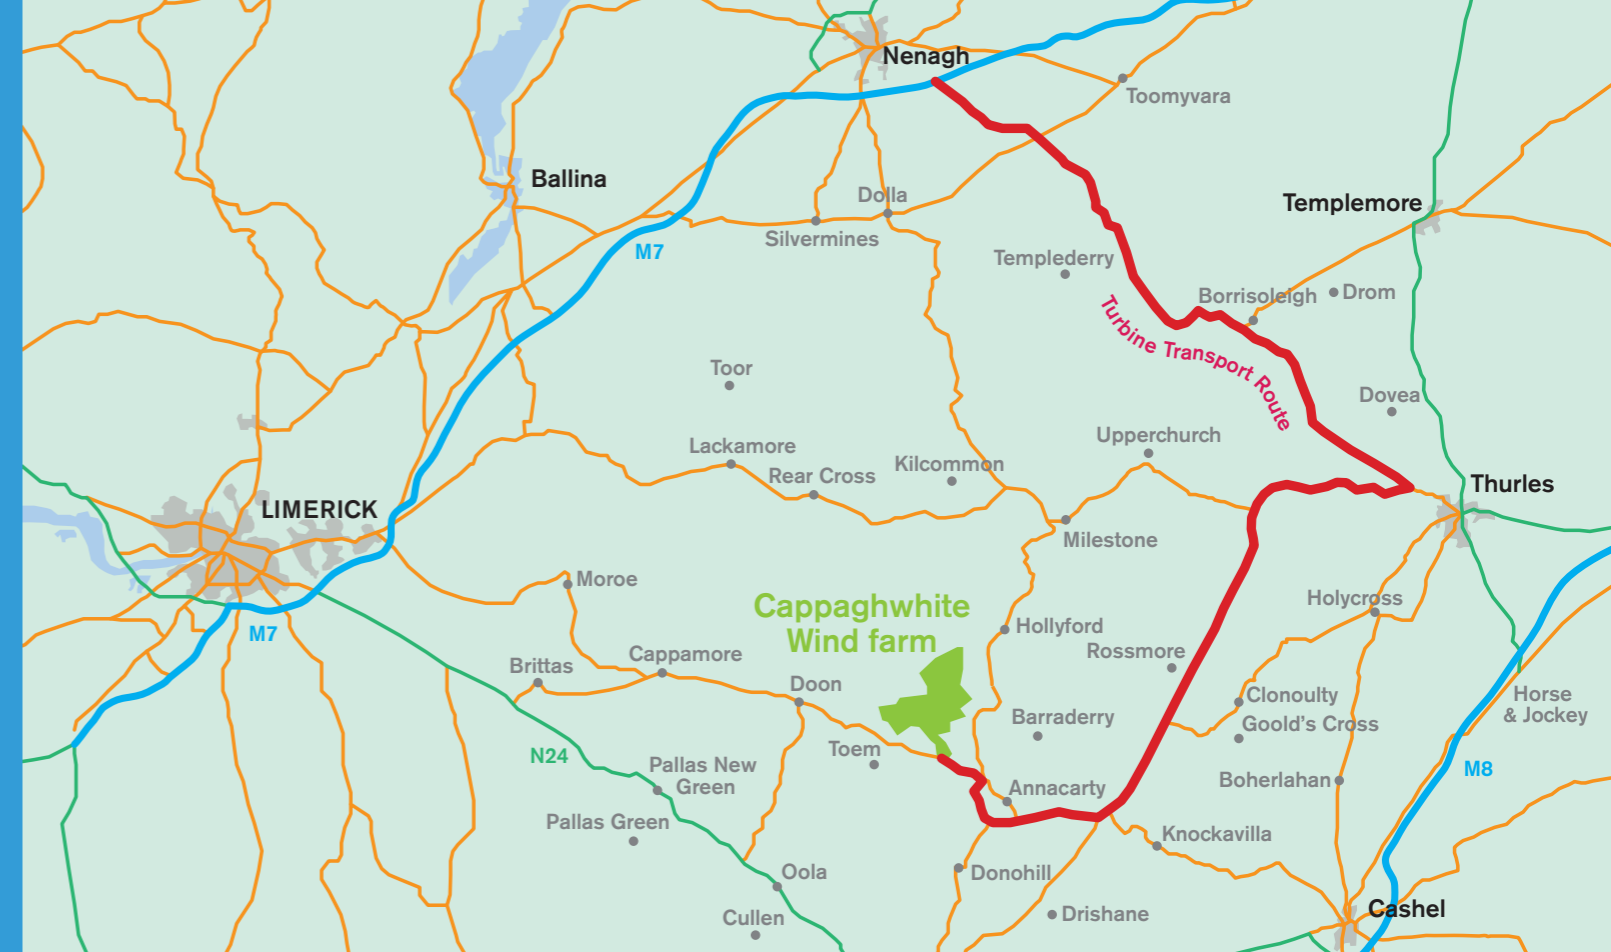 Nenagh
Toomyvara
Ballina
Dolla
Templemore
Silvermines
M7
Templederry
Borrisoleigh
Drom
Turbine Transport Route
Toor
Dovea
Upperchurch
Lackamore
Rear Cross
Kilcommon
Thurles
LIMERICK
Milestone
Moroe
Cappaghwhite
Wind farm
Holycross
Hollyford
M7
Rossmore
Cappamore
Brittas
Doon
Clonoulty
Horse
& Jockey
Barraderry
Goold's Cross
Toem
N24
Pallas New
Green
M8
Boherlahan
Annacarty
Pallas Green
Knockavilla
Oola
Donohill
Cashel
Drishane
Cullen